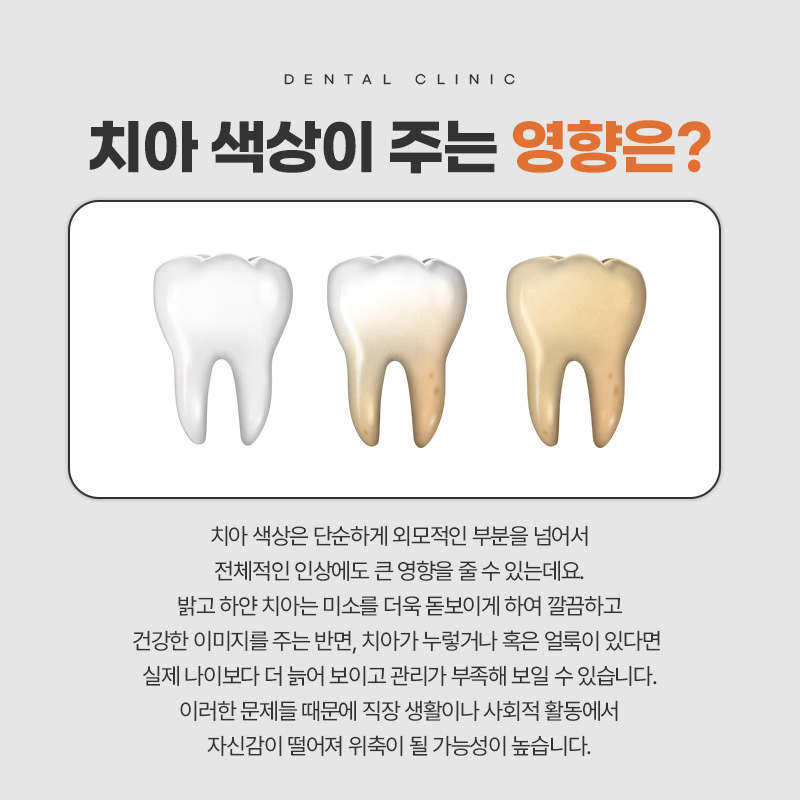 DENTAL CLINIC
치아 색상이 주는 영향은?
치아 색상은 단순하게 외모적인 부분을 넘어서
전체적인 인상에도 큰 영향을 줄 수 있는데요.
밝고 하얀 치아는 미소를 더욱 돋보이게 하여 깔끔하고
건강한 이미지를 주는 반면, 치아가 누렇거나 혹은 얼룩이 있다면
실제 나이보다 더 늙어 보이고 관리가 부족해 보일 수 있습니다.
이러한 문제들 때문에 직장 생활이나 사회적 활동에서
자신감이 떨어져 위축이 될 가능성이 높습니다.